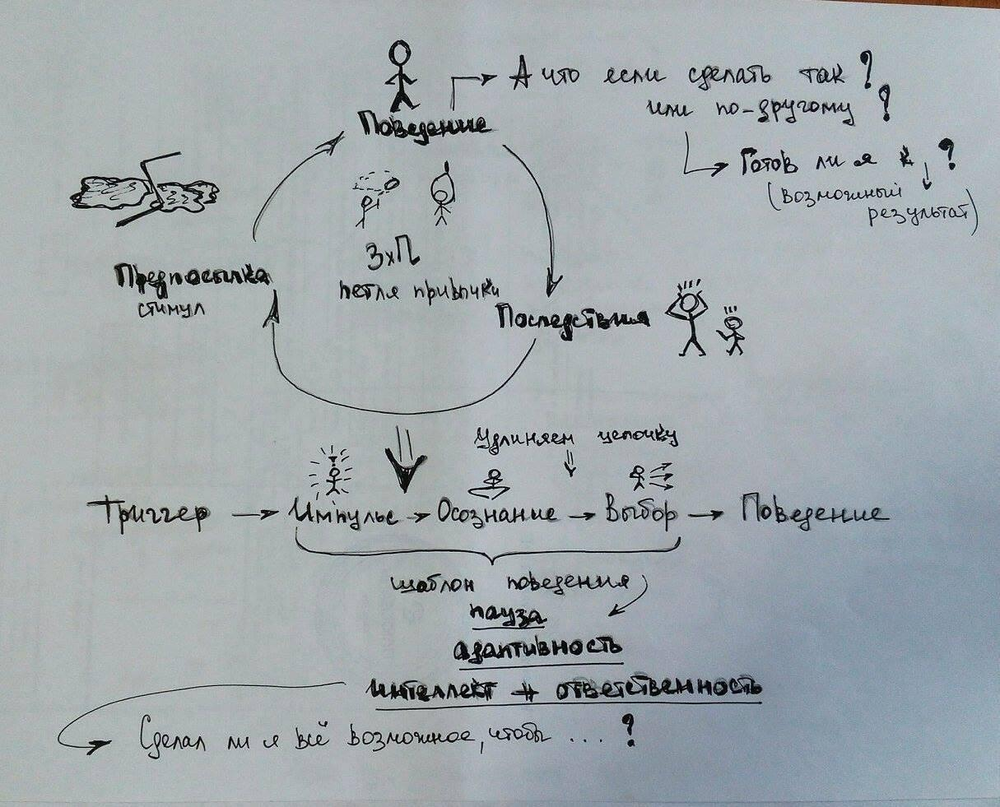 А что если сделать так?
или по-другому?
Поведение
Готов ли я к ?
(возможный
результат)
3хП
петля привычки
Предпосылка
стимул
Последствия
Удлиняем цепочку
Триггер → Импульс → Осознание → Выбор → Поведение
шаблон поведения
пауза
адаптивность
интеллект + ответственность
Сделал ли я всё возможное, чтобы ... ?